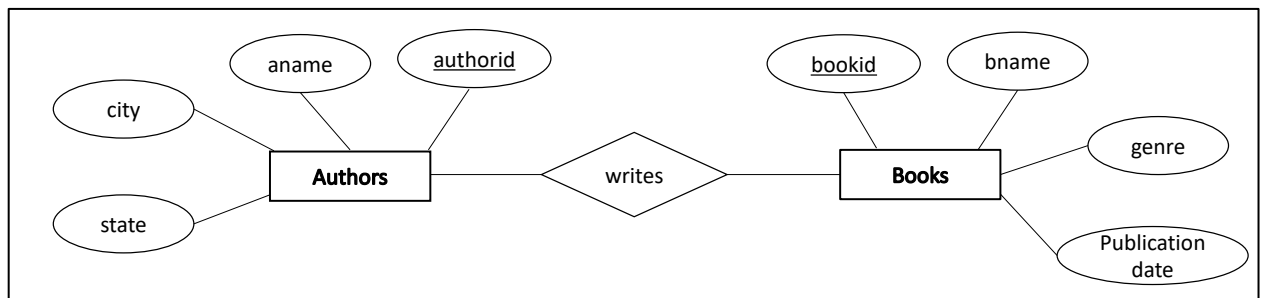 aname
authorid
bookid
bname
city
genre
Authors
writes
Books
state
Publication
date